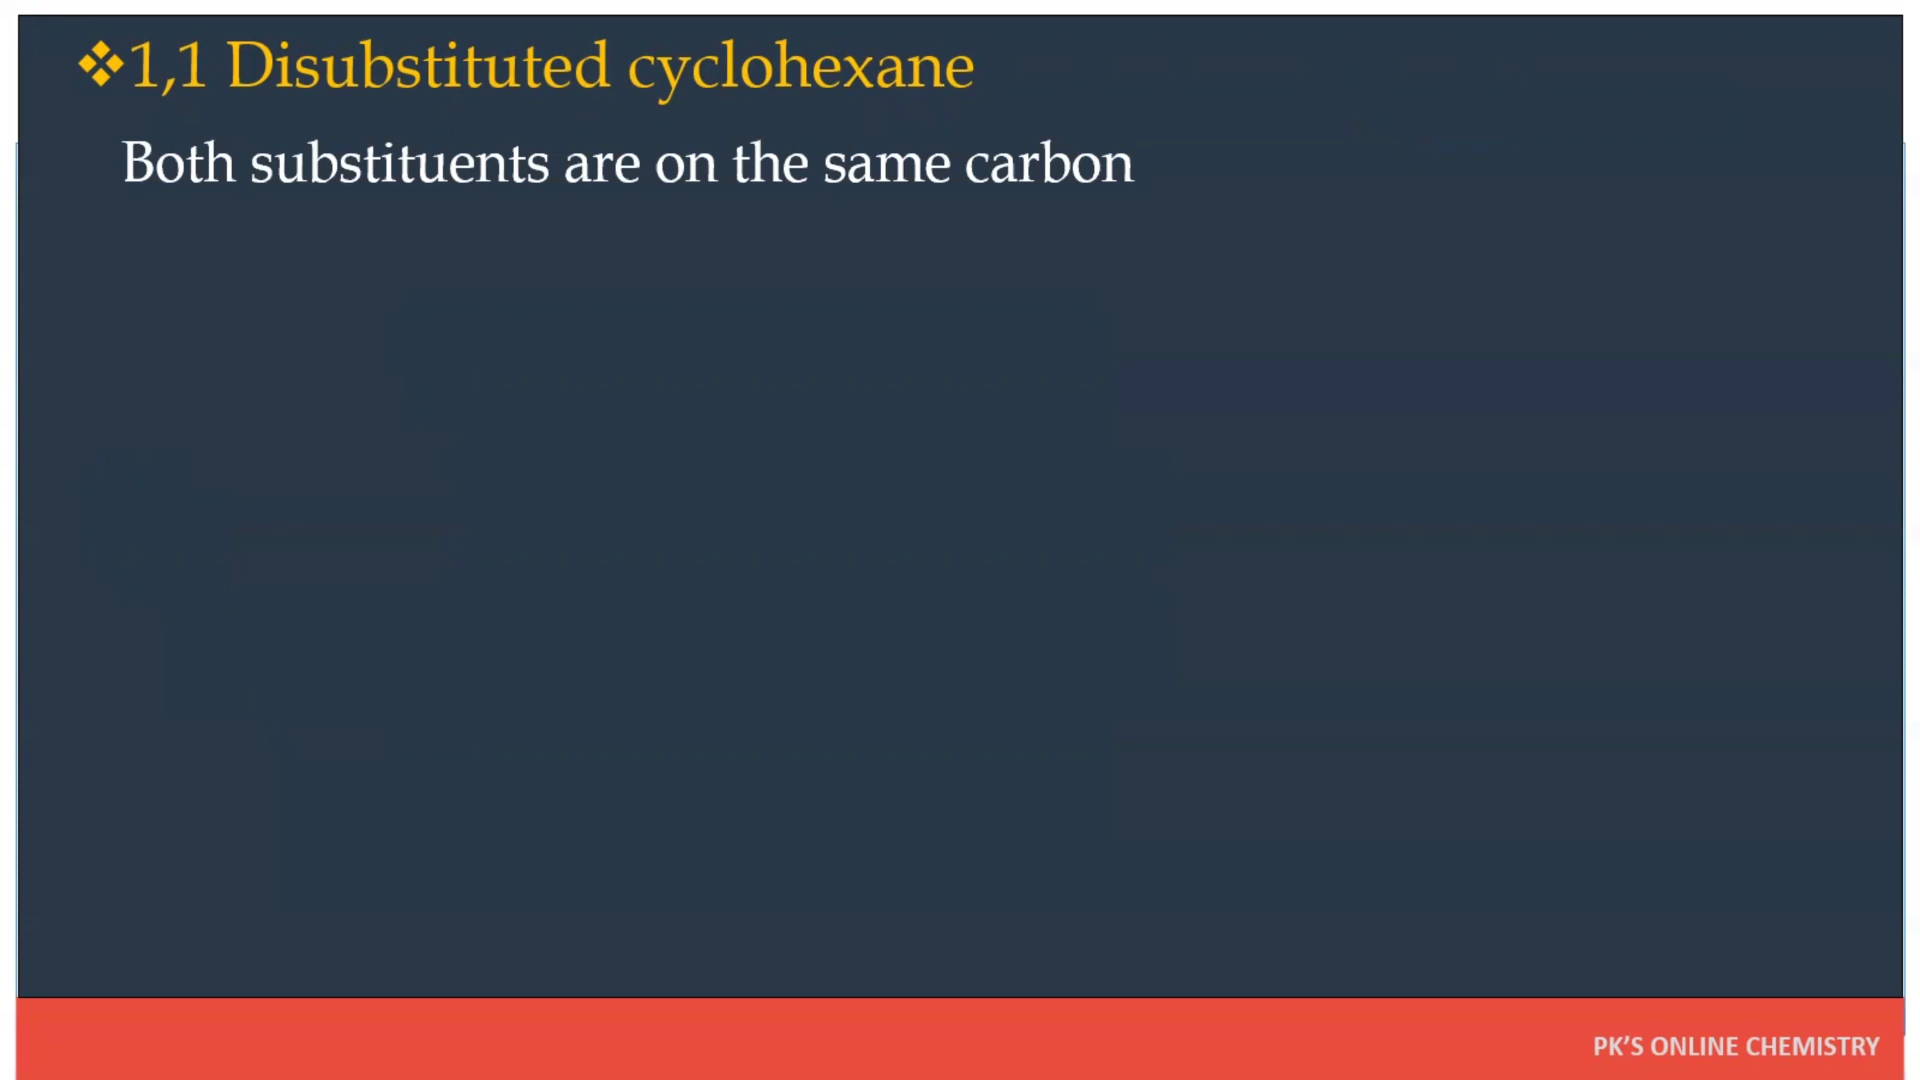 ❖1,1 Disubstituted cyclohexane
Both substituents are on the same carbon
PK’S ONLINE CHEMISTRY